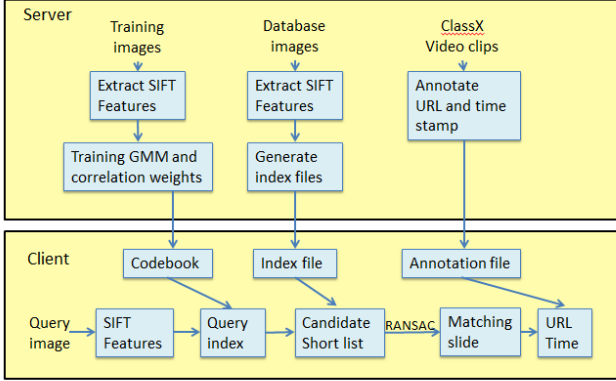 Server
Training
images
Database
images
ClassX
Video clips
Extract SIFT
Features
Extract SIFT
Features
Annotate
URL and time
stamp
Training GMM and
correlation weights
Generate
index files
Client
Codebook
Index file
Annotation file
Query
image
SIFT
Features
Query
index
Candidate
Short list
RANSAC
Matching
slide
URL
Time